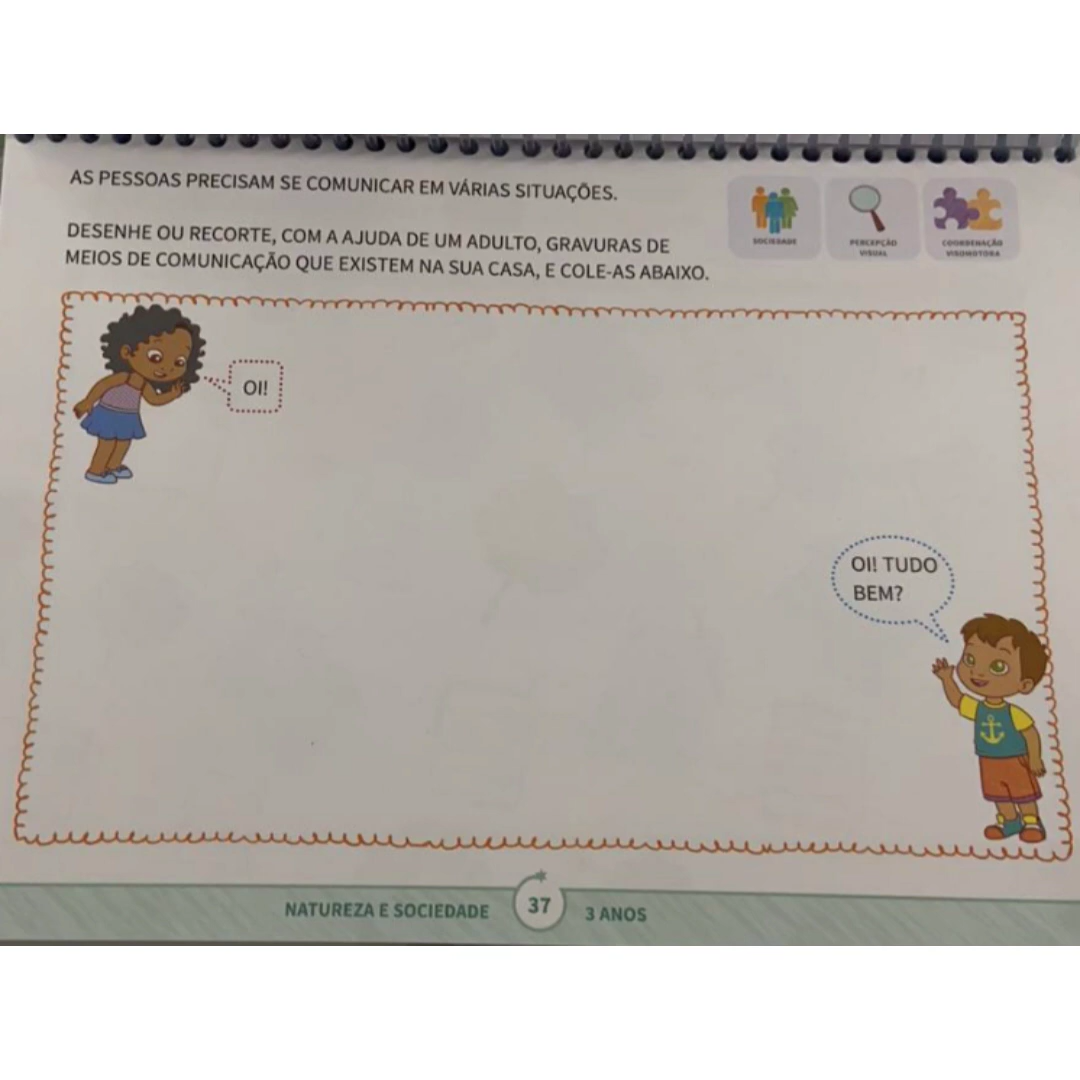 AS PESSOAS PRECISAM SE COMUNICAR EM VÁRIAS SITUAÇÕES.
DESENHE OU RECORTE, COM A AJUDA DE UM ADULTO, GRAVURAS DE
MEIOS DE COMUNICAÇÃO QUE EXISTEM NA SUA CASA, E COLE-AS ABAIXO.
SOCIEDADE
PERCEPÇÃO
VISUAL
COORDENAÇÃO
VISUMOTORA
OI!
OI! TUDO
BEM?
NATUREZA E SOCIEDADE 37 3 ANOS